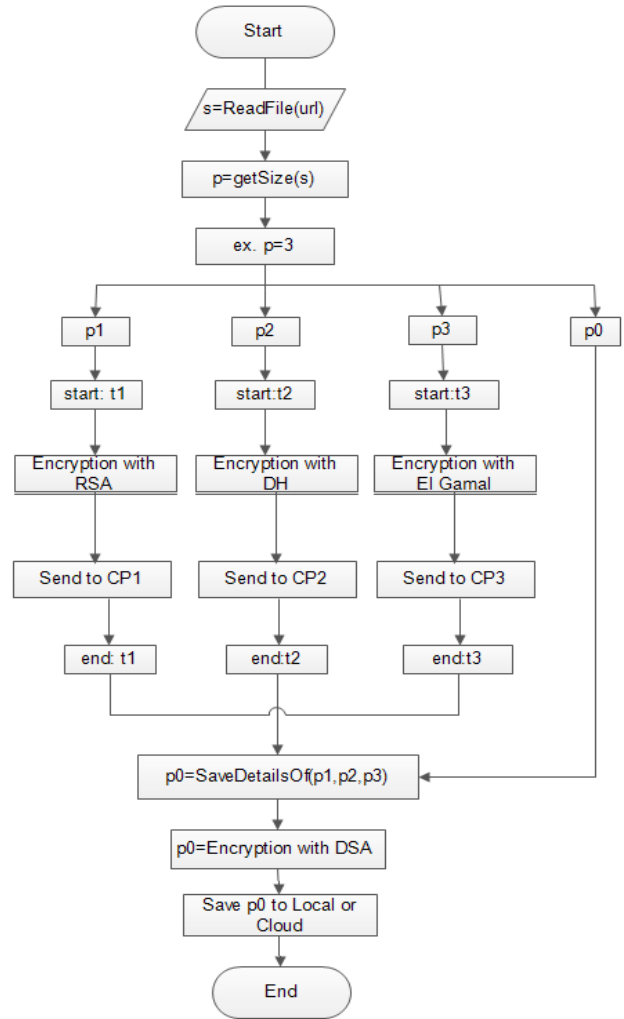 Start
s=ReadFile(url)
p=getSize(s)
ex. p=3
p1
p2
p3
p0
start: t1
start:t2
start:t3
Encryption with
RSA
Encryption with
DH
Encryption with
El Gamal
Send to CP1
Send to CP2
Send to CP3
end: t1
end:t2
end:t3
p0=SaveDetailsOf(p1,p2,p3)
p0=Encryption with DSA
Save p0 to Local or
Cloud
End